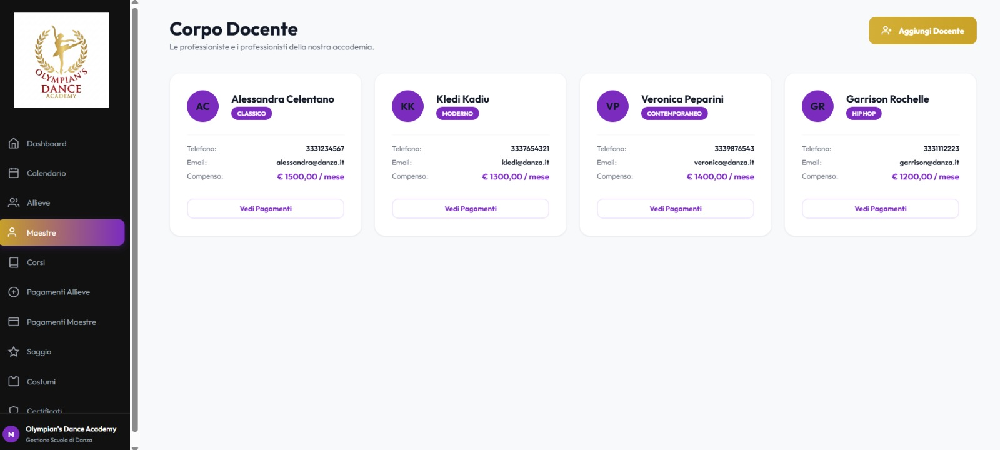 OLYMPIAN'S
DANCE
ACADEMY
Dashboard
Calendario
Allieve
Maestre
Corsi
Pagamenti Allieve
Pagamenti Maestre
Saggio
Costumi
Certificati
M
Olympian's Dance Academy
Gestione Scuola di Danza
Corpo Docente
Le professioniste e i professionisti della nostra accademia.
Aggiungi Docente
AC
Alessandra Celentano
CLASSICO
Telefono: 3331234567
Email: alessandra@danza.it
Compenso: € 1500,00 / mese
Vedi Pagamenti
KK
Kledi Kadiu
MODERNO
Telefono: 3337654321
Email: kledi@danza.it
Compenso: € 1300,00 / mese
Vedi Pagamenti
VP
Veronica Peparini
CONTEMPORANEO
Telefono: 3339876543
Email: veronica@danza.it
Compenso: € 1400,00 / mese
Vedi Pagamenti
GR
Garrison Rochelle
HIP HOP
Telefono: 3331112223
Email: garrison@danza.it
Compenso: € 1200,00 / mese
Vedi Pagamenti